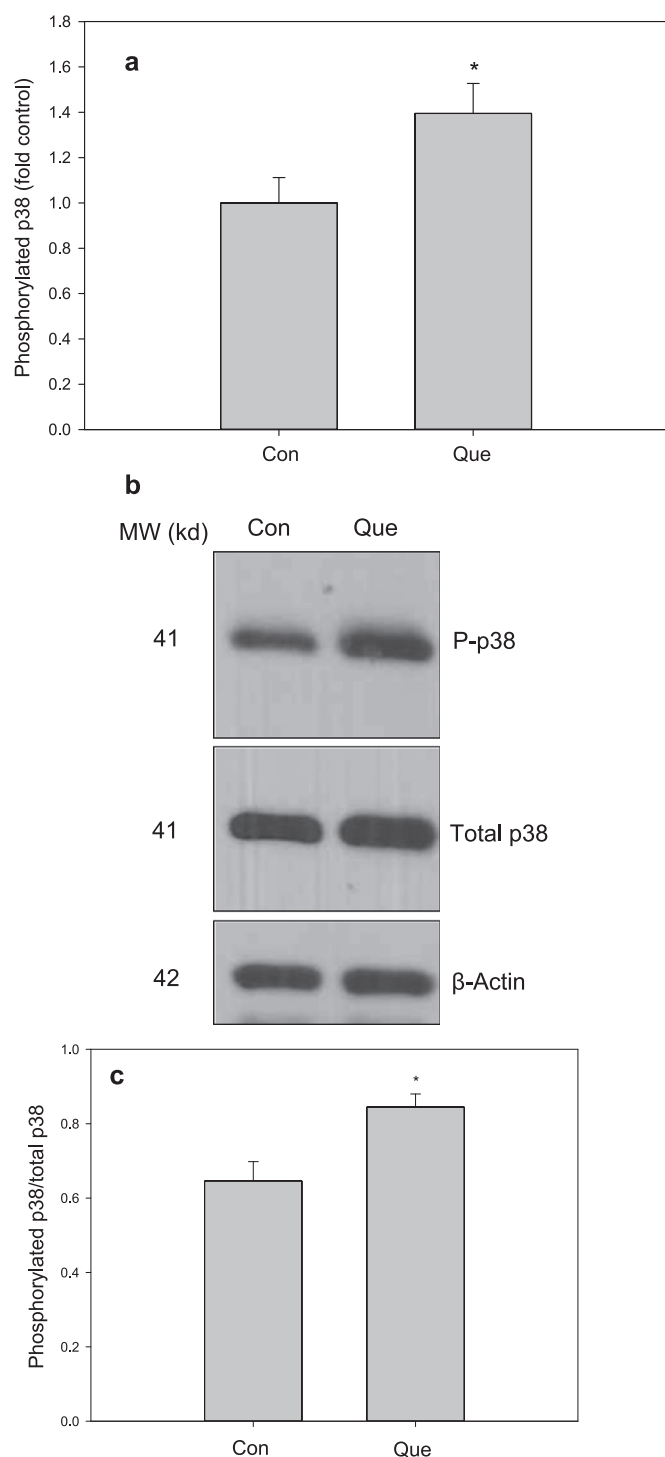 a
Phosphorylated p38 (fold control)
1.8
1.6
1.4
1.2
1.0
0.8
0.6
0.4
0.2
0.0
*
Con Que
b
MW (kd) Con Que
41 P-p38
41 Total p38
42 β-Actin
c
Phosphorylated p38/total p38
1.0
0.8
0.6
0.4
0.2
0.0
*
Con Que